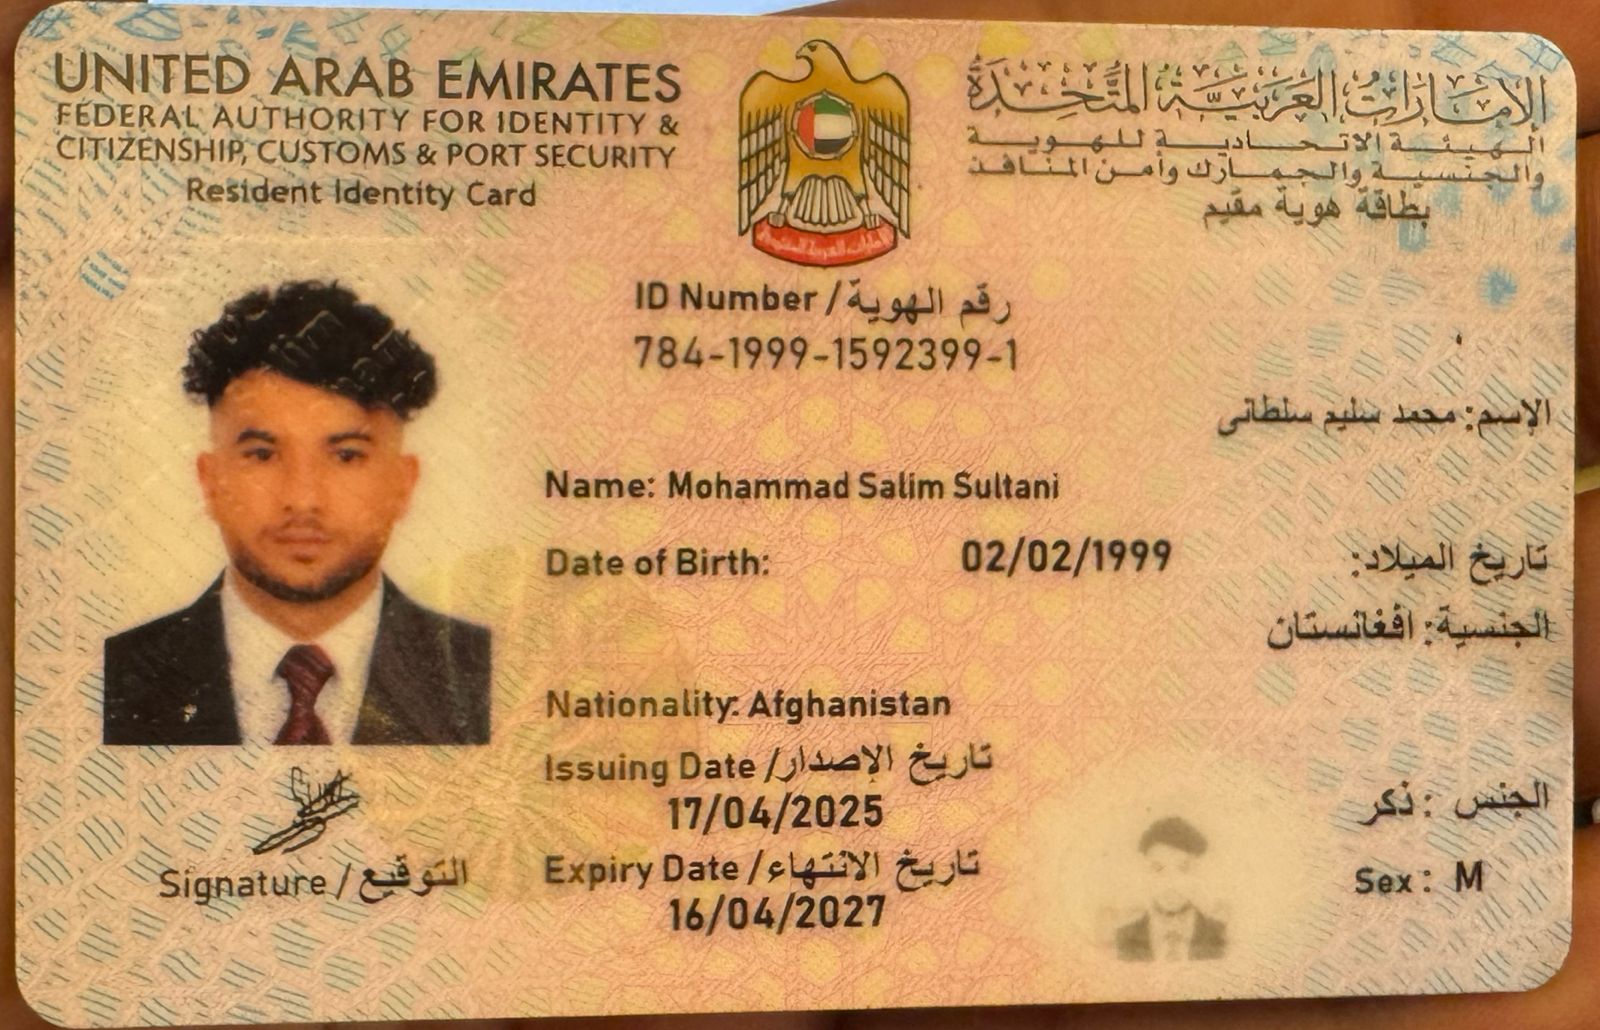 UNITED ARAB EMIRATES
FEDERAL AUTHORITY FOR IDENTITY &
CITIZENSHIP, CUSTOMS & PORT SECURITY
Resident Identity Card
الإمارات العربية المتحدة
الهيئة الاتحادية للهوية
والجنسية والجمارك وأمن المنافذ
بطاقة هوية مقيم
ID Number / رقم الهوية
784-1999-1592399-1
الإسم: محمد سليم سلطانى
Name: Mohammad Salim Sultani
Date of Birth: 02/02/1999 تاريخ الميلاد:
الجنسية: افغانستان
Nationality: Afghanistan
Issuing Date / تاريخ الإصدار
17/04/2025
Expiry Date / تاريخ الانتهاء
16/04/2027
الجنس : ذكر
Sex : M
Signature / التوقيع